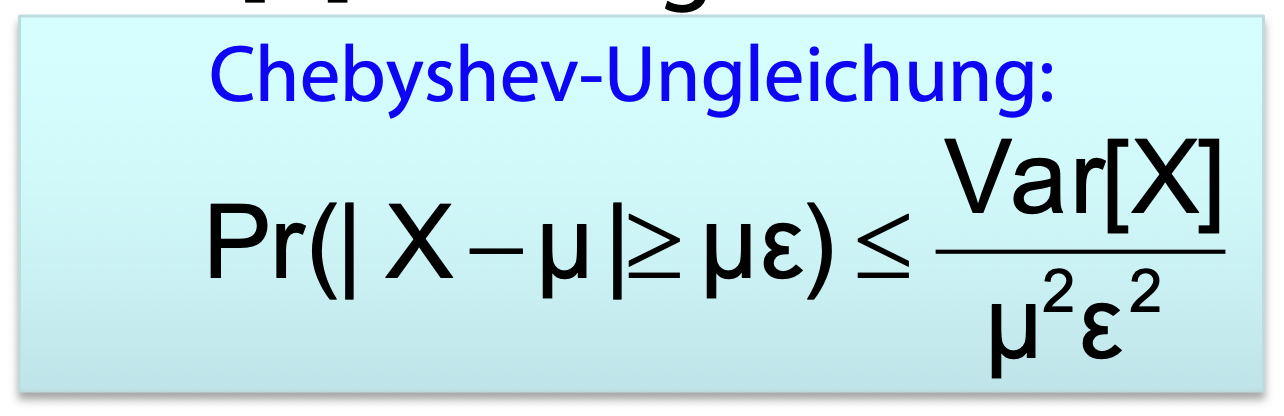 Chebyshev-Ungleichung:
Pr(| X − μ |≥ με) ≤ Var[X] / μ²ε²